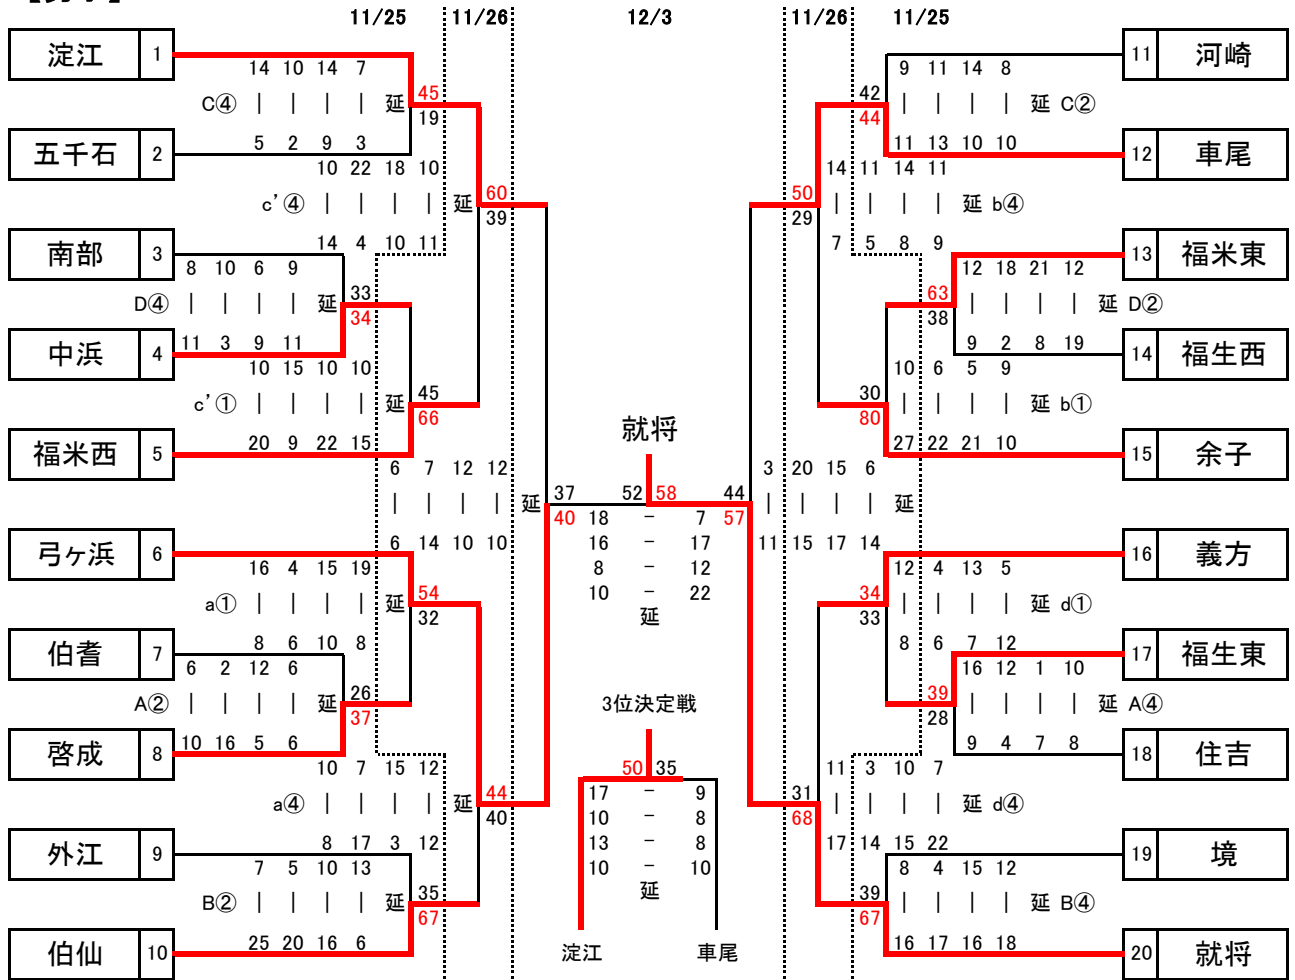 11/25 11/26 12/3 11/26 11/25
淀江 1
14 10 14 7
C④ | | | | 延
45
19
五千石 2
5 2 9 3
10 22 18 10
c'④ | | | | 延
60
39
14 4 10 11
南部 3
8 10 6 9
D④ | | | | 延
33
34
中浜 4
11 3 9 11
10 15 10 10
c'① | | | | 延
45
66
福米西 5
20 9 22 15
6 7 12 12
| | | | 延
37
40
6 14 10 10
弓ヶ浜 6
16 4 15 19
a① | | | | 延
54
32
8 6 10 8
伯耆 7
6 2 12 6
A② | | | | 延
26
37
啓成 8
10 16 5 6
10 7 15 12
a④ | | | | 延
44
40
8 17 3 12
外江 9
7 5 10 13
B② | | | | 延
35
67
伯仙 10
25 20 16 6
就将
52 58
18 - 7
16 - 17
8 - 12
10 - 22
延
3位決定戦
50 35
17 - 9
10 - 8
13 - 8
10 - 10
延
淀江 車尾
11 河崎
9 11 14 8
42
44
| | | | 延 C②
12 車尾
11 13 10 10
14 11 14 11
50
29
| | | | 延 b④
7 5 8 9
13 福米東
12 18 21 12
63
38
| | | | 延 D②
14 福生西
9 2 8 19
10 6 5 9
30
80
| | | | 延 b①
15 余子
27 22 21 10
3 20 15 6
44
57
| | | | 延
11 15 17 14
16 義方
12 4 13 5
34
33
| | | | 延 d①
8 6 7 12
17 福生東
16 12 1 10
39
28
| | | | 延 A④
18 住吉
9 4 7 8
11 3 10 7
31
68
| | | | 延 d④
17 14 15 22
19 境
8 4 15 12
39
67
| | | | 延 B④
20 就将
16 17 16 18